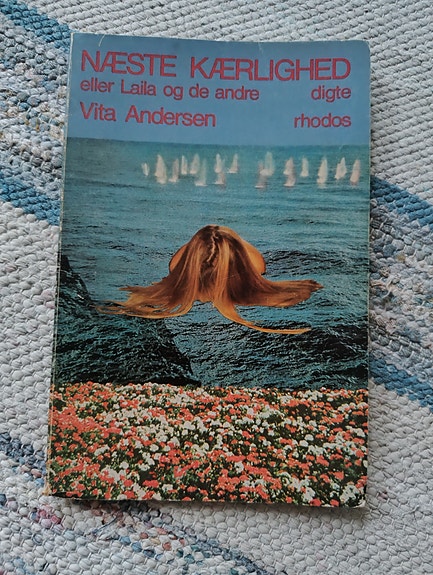 NÆSTE KÆRLIGHED
eller Laila og de andre digte
Vita Andersen rhodos